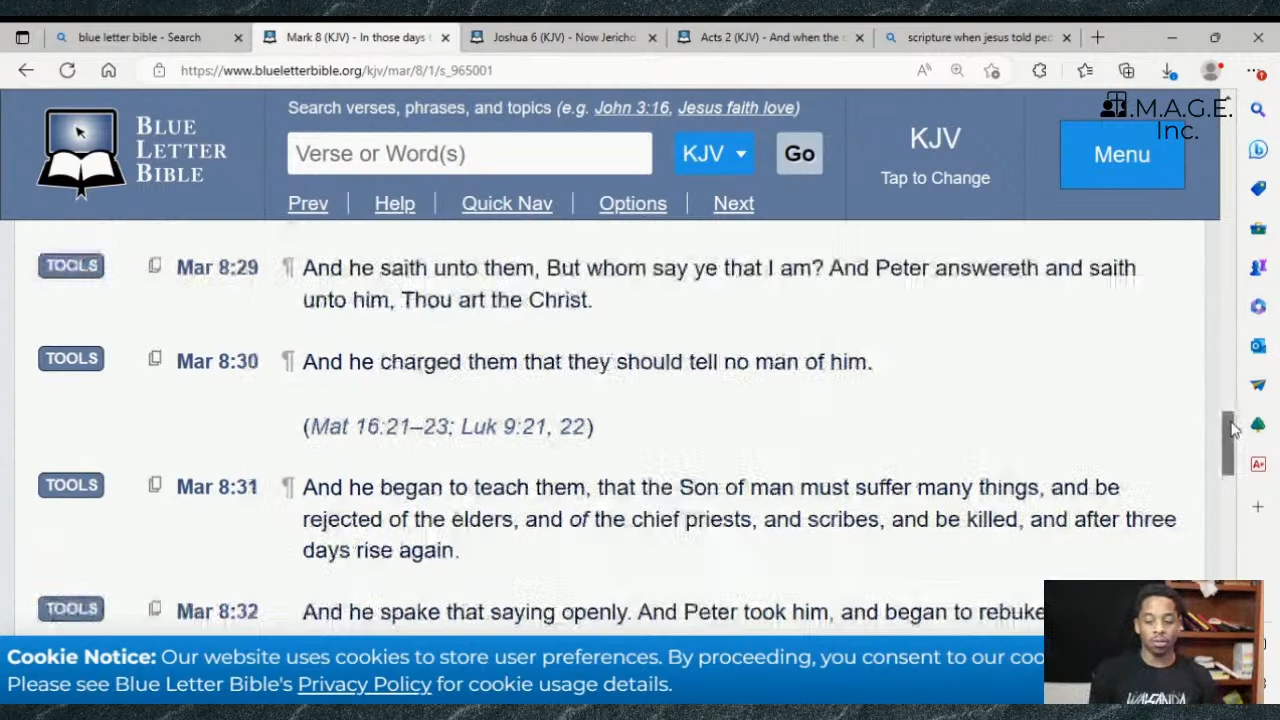 blue letter bible - Search
Mark 8 (KJV) - In those days t
Joshua 6 (KJV) - Now Jericho
Acts 2 (KJV) - And when the
scripture when jesus told peo
https://www.blueletterbible.org/kjv/mar/8/1/s_965001
Search verses, phrases, and topics (e.g. John 3:16, Jesus faith love)
.M.A.G.E.
Inc.
BLUE
LETTER
BIBLE
Verse or Word(s)
KJV
Go
KJV
Tap to Change
Menu
Prev | Help | Quick Nav | Options | Next
TOOLS Mar 8:29 ¶ And he saith unto them, But whom say ye that I am? And Peter answereth and saith
unto him, Thou art the Christ.
TOOLS Mar 8:30 ¶ And he charged them that they should tell no man of him.
(Mat 16:21–23; Luk 9:21, 22)
TOOLS Mar 8:31 ¶ And he began to teach them, that the Son of man must suffer many things, and be
rejected of the elders, and of the chief priests, and scribes, and be killed, and after three
days rise again.
TOOLS Mar 8:32 And he spake that saying openly. And Peter took him, and began to rebuke
Cookie Notice: Our website uses cookies to store user preferences. By proceeding, you consent to our coo
Please see Blue Letter Bible's Privacy Policy for cookie usage details.